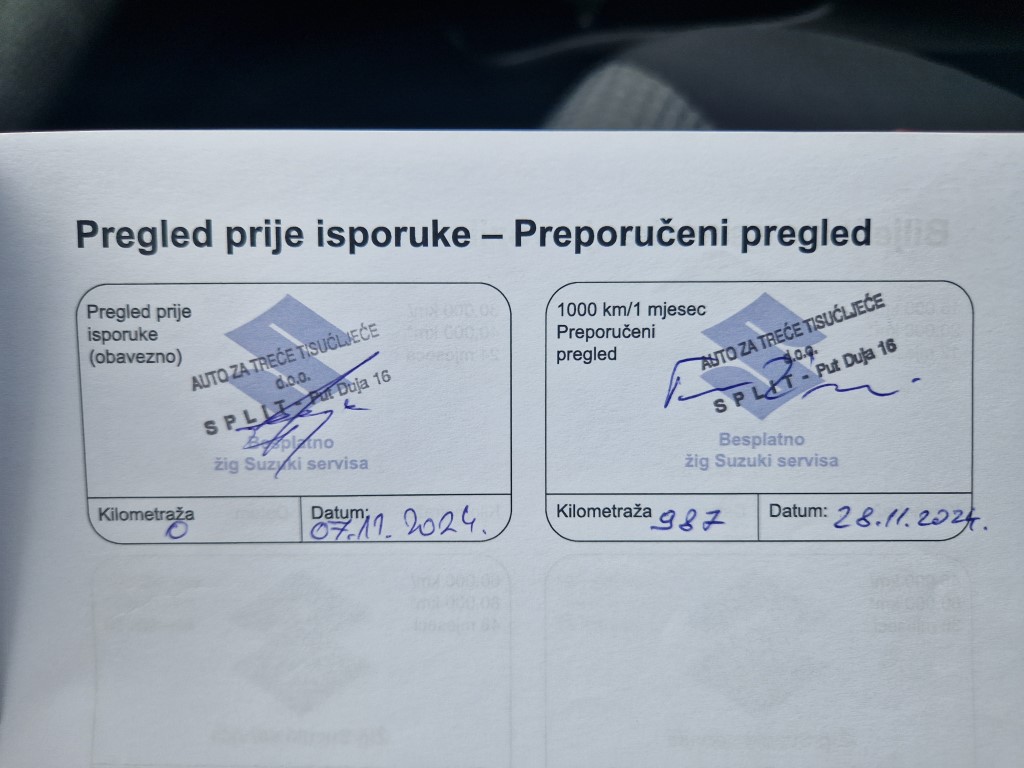 Pregled prije isporuke – Preporučeni pregled
Pregled prije
isporuke
(obavezno)
AUTO ZA TREĆE TISUĆLJEĆE
d.o.o.
SPLIT - Put Duja 16
Besplatno
žig Suzuki servisa
Kilometraža
0
Datum:
07.11.2024.
1000 km/1 mjesec
Preporučeni
pregled
AUTO ZA TREĆE TISUĆLJEĆE
d.o.o.
SPLIT - Put Duja 16
Besplatno
žig Suzuki servisa
Kilometraža 987
Datum: 28.11.2024.